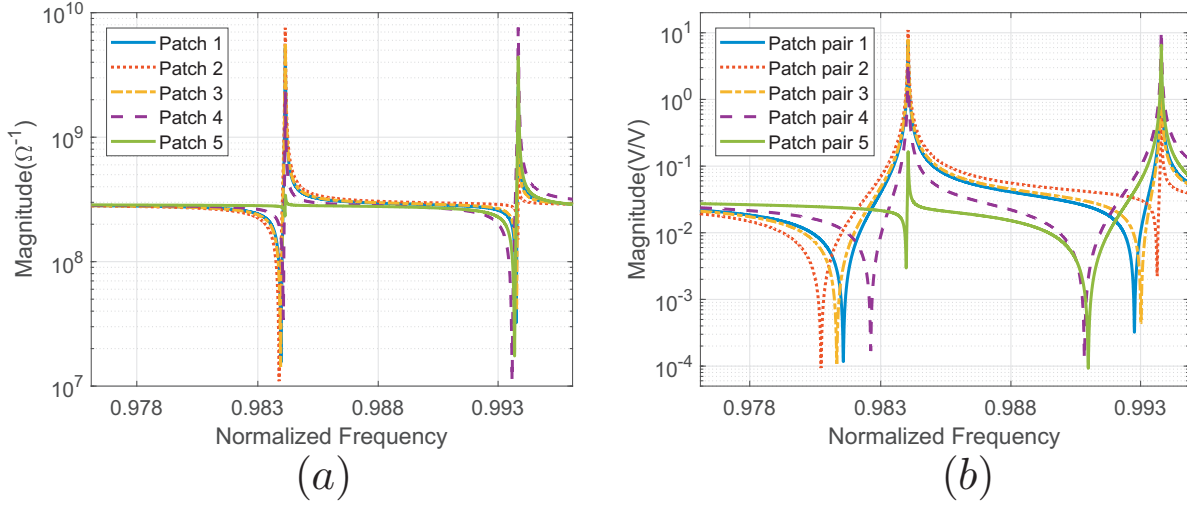 10^10
10^9
10^8
10^7
Magnitude(Ω^-1)
Patch 1
Patch 2
Patch 3
Patch 4
Patch 5
0.978 0.983 0.988 0.993
Normalized Frequency
(a)
10^1
10^0
10^-1
10^-2
10^-3
10^-4
Magnitude(V/V)
Patch pair 1
Patch pair 2
Patch pair 3
Patch pair 4
Patch pair 5
0.978 0.983 0.988 0.993
Normalized Frequency
(b)